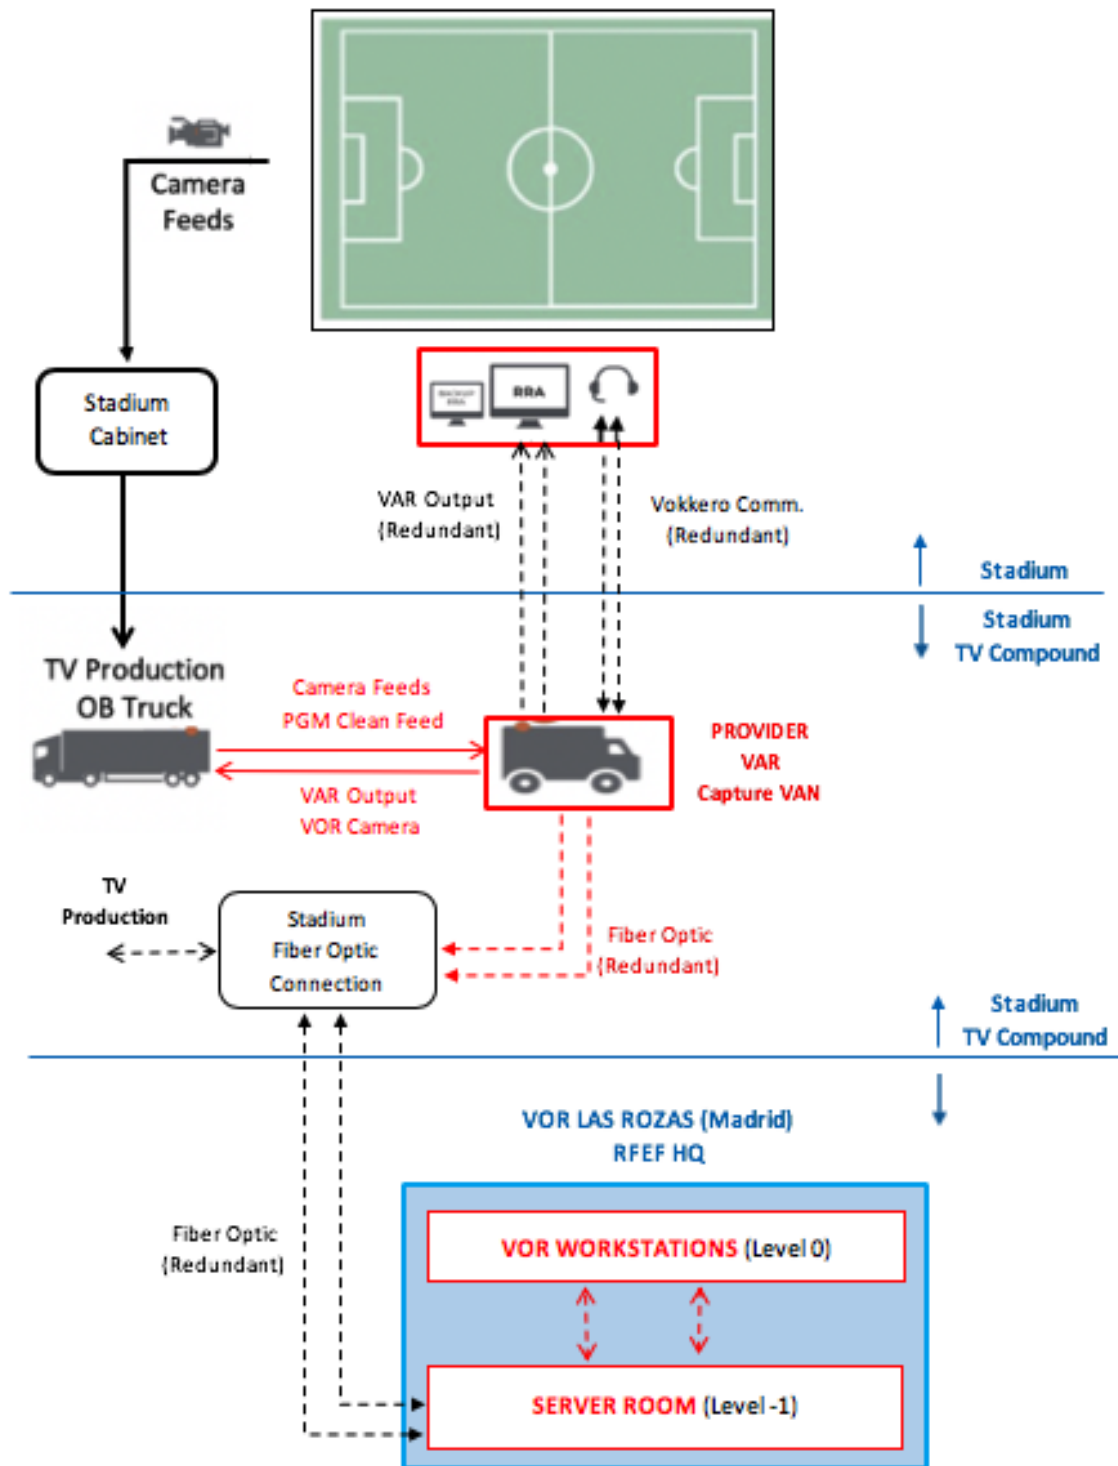 Camera
Feeds
Stadium
Cabinet
BACKUP
RRA
RRA
VAR Output
(Redundant)
Vokkero Comm.
(Redundant)
Stadium
Stadium
TV Compound
TV Production
OB Truck
Camera Feeds
PGM Clean Feed
VAR Output
VOR Camera
PROVIDER
VAR
Capture VAN
TV
Production
Stadium
Fiber Optic
Connection
Fiber Optic
(Redundant)
Stadium
TV Compound
VOR LAS ROZAS (Madrid)
RFEF HQ
Fiber Optic
(Redundant)
VOR WORKSTATIONS (Level 0)
SERVER ROOM (Level -1)